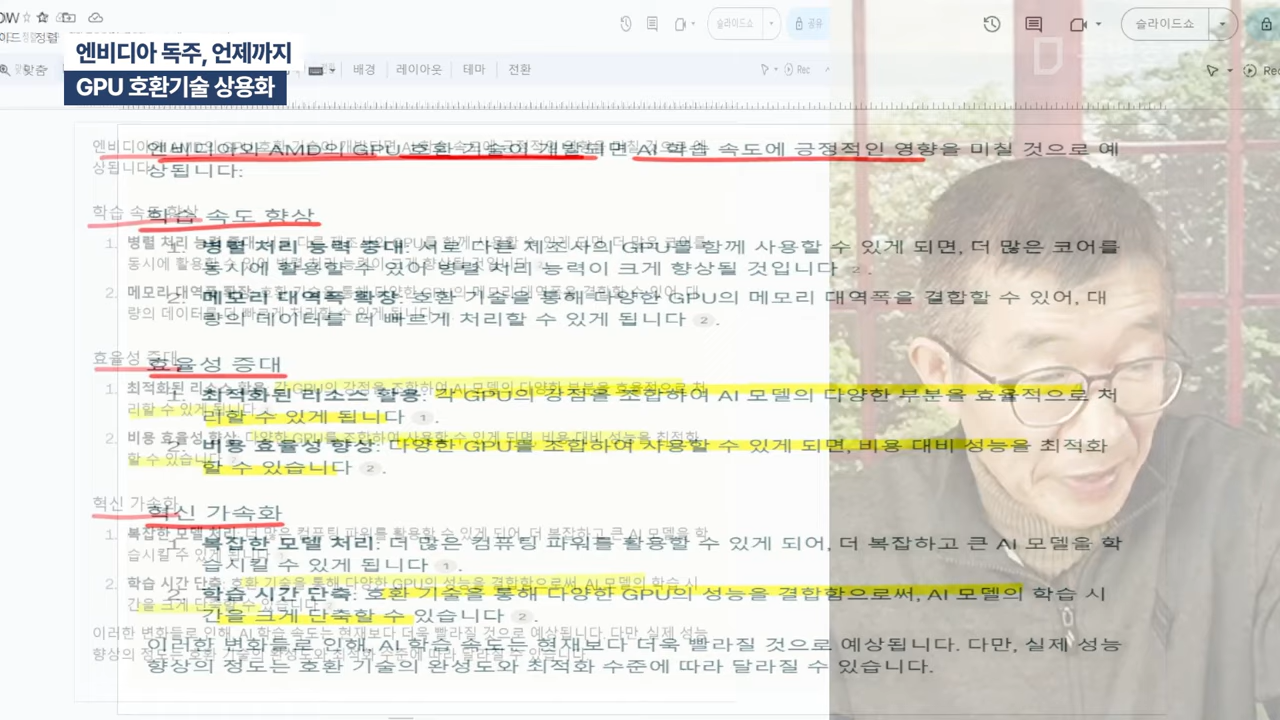 엔비디아 독주, 언제까지
GPU 호환기술 상용화
슬라이드쇼
공유
슬라이드쇼
맞춤
배경
레이아웃
테마
전환
Rec
Rec
엔비디아와 AMD의 GPU 호환 기술이 개발되면 AI 학습 속도에 긍정적인 영향을 미칠 것으로 예
상됩니다:
학습 속도 향상
1. 병렬 처리 능력 증대: 서로 다른 제조사의 GPU를 함께 사용할 수 있게 되면, 더 많은 코어를
동시에 활용할 수 있어 병렬 처리 능력이 크게 향상될 것입니다 2.
2. 메모리 대역폭 확장: 호환 기술을 통해 다양한 GPU의 메모리 대역폭을 결합할 수 있어, 대
량의 데이터를 더 빠르게 처리할 수 있게 됩니다 2.
효율성 증대
1. 최적화된 리소스 활용: 각 GPU의 강점을 조합하여 AI 모델의 다양한 부분을 효율적으로 처
리할 수 있게 됩니다 1.
2. 비용 효율성 향상: 다양한 GPU를 조합하여 사용할 수 있게 되면, 비용 대비 성능을 최적화
할 수 있습니다 2.
혁신 가속화
1. 복잡한 모델 처리: 더 많은 컴퓨팅 파워를 활용할 수 있게 되어, 더 복잡하고 큰 AI 모델을 학
습시킬 수 있게 됩니다 1.
2. 학습 시간 단축: 호환 기술을 통해 다양한 GPU의 성능을 결합함으로써, AI 모델의 학습 시
간을 크게 단축할 수 있습니다 2.
이러한 변화들로 인해 AI 학습 속도는 현재보다 더욱 빨라질 것으로 예상됩니다. 다만, 실제 성능
향상의 정도는 호환 기술의 완성도와 최적화 수준에 따라 달라질 수 있습니다.